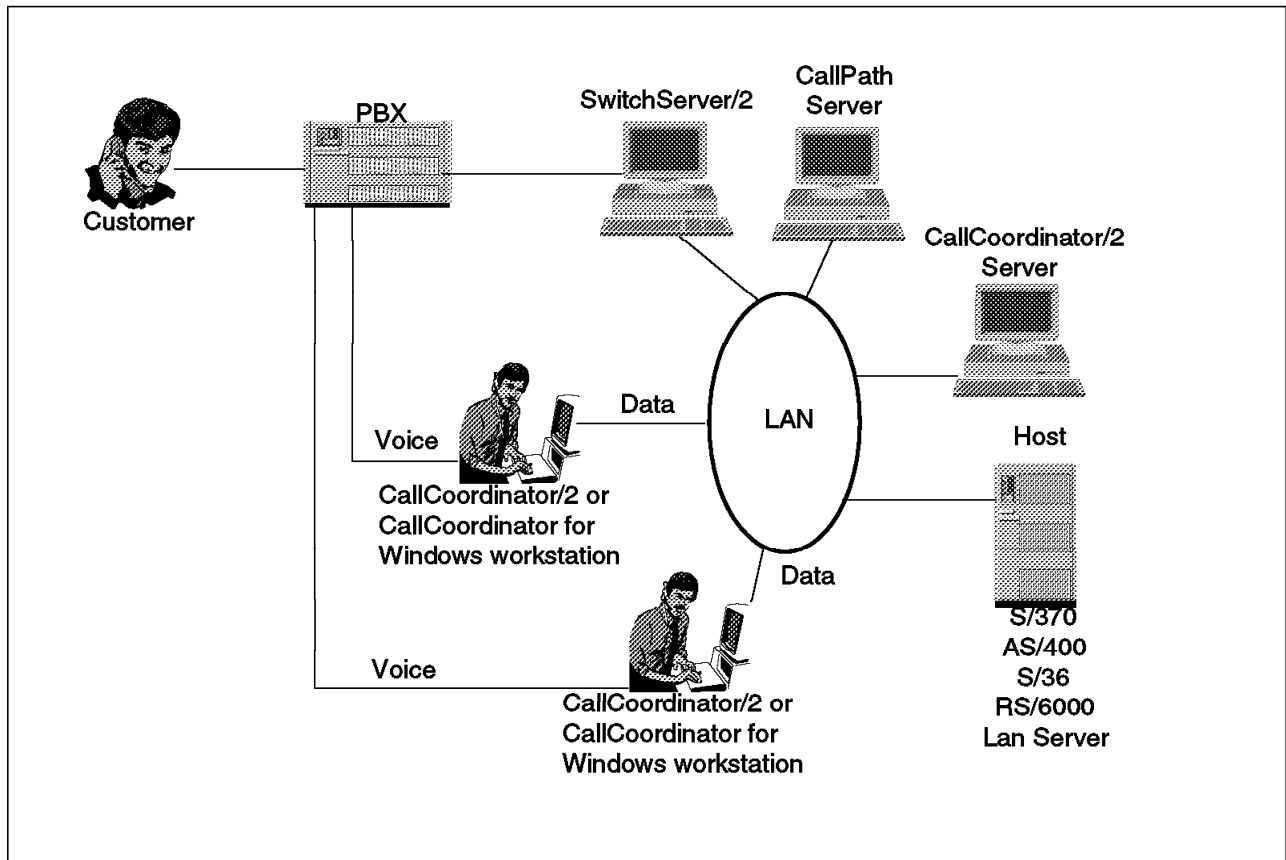 CallPath
Server
SwitchServer/2
PBX
Customer
CallCoordinator/2
Server
Data
LAN
Host
Voice
CallCoordinator/2 or
CallCoordinator for
Windows workstation
Data
S/370
AS/400
S/36
RS/6000
Lan Server
Voice
CallCoordinator/2 or
CallCoordinator for
Windows workstation